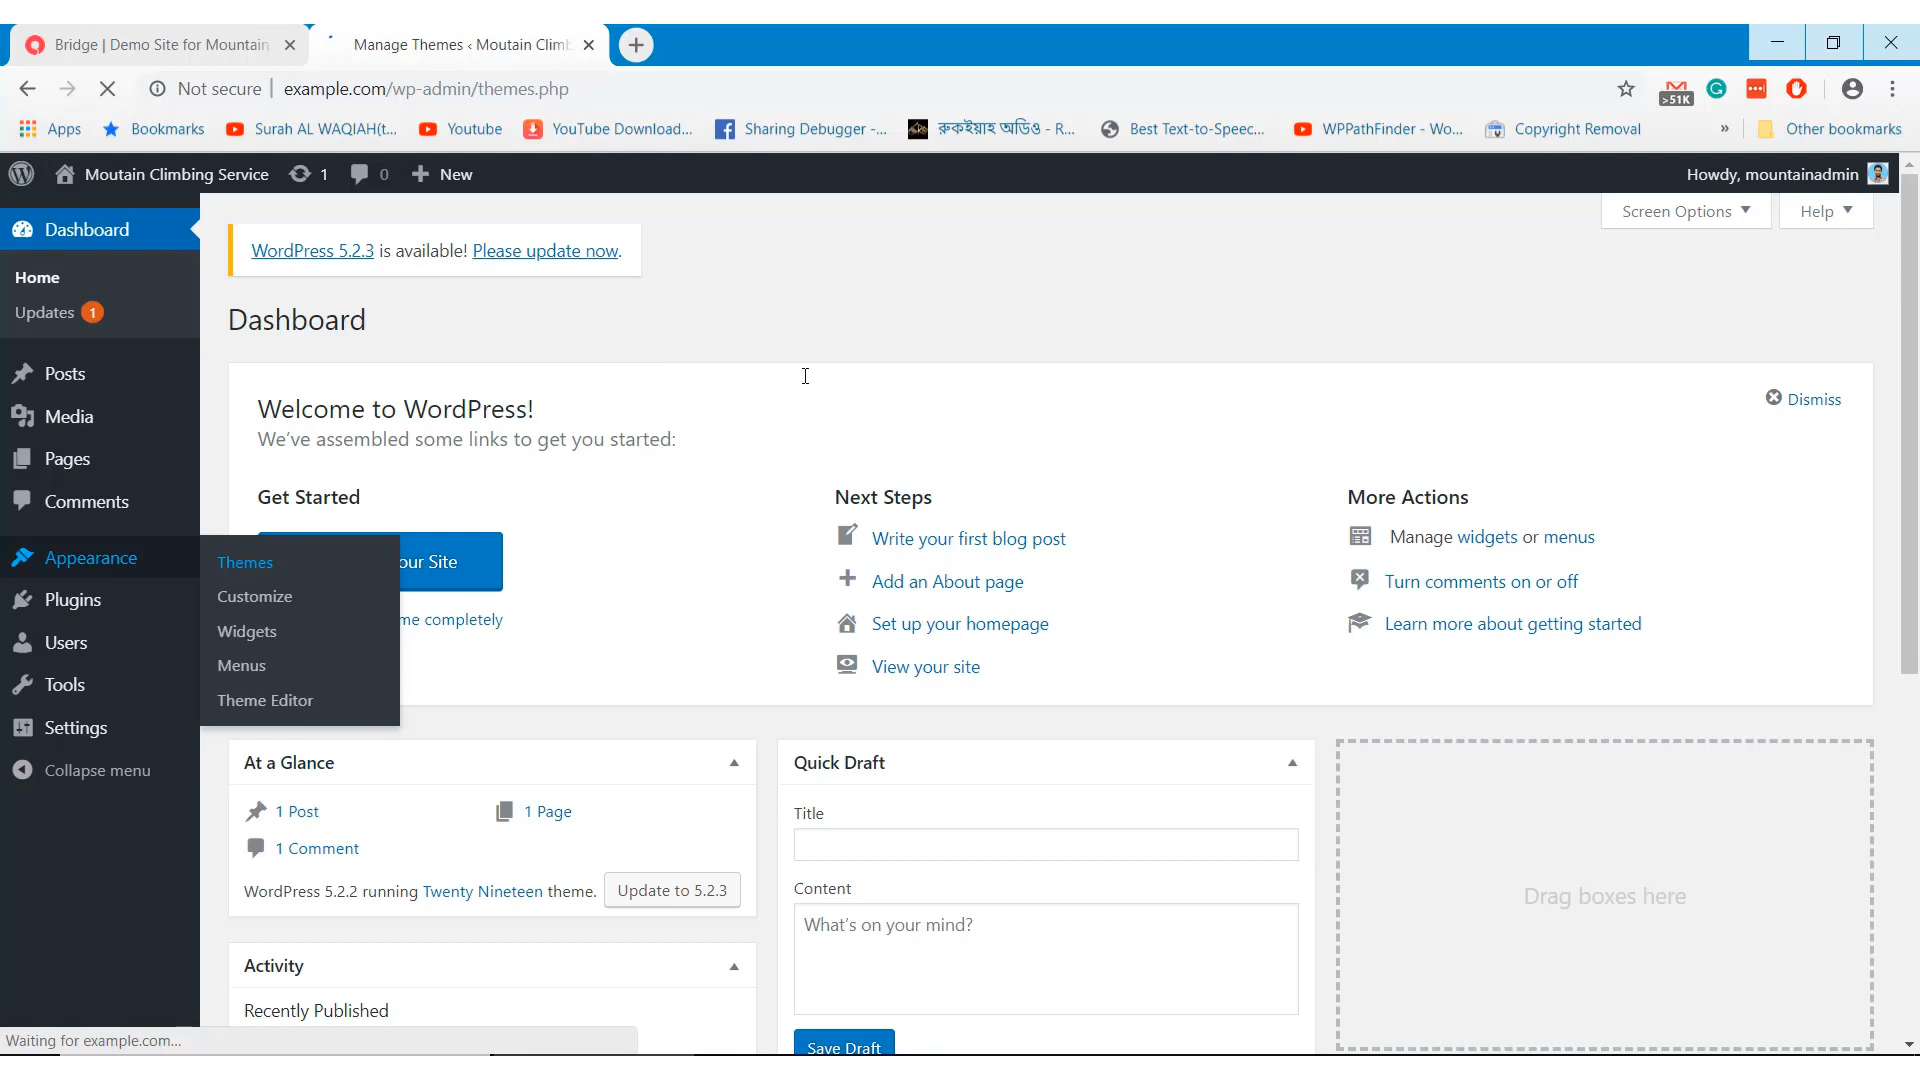 Bridge | Demo Site for Mountain
Manage Themes ‹ Moutain Climb
Not secure | example.com/wp-admin/themes.php
>51K
Apps
Bookmarks
Surah AL WAQIAH(t...
Youtube
YouTube Download...
Sharing Debugger -...
রুকইয়াহ অডিও - R...
Best Text-to-Speec...
WPPathFinder - Wo...
Copyright Removal
»
Other bookmarks
Moutain Climbing Service
1
0
New
Howdy, mountainadmin
Dashboard
Home
Updates 1
Posts
Media
Pages
Comments
Appearance
Plugins
Users
Tools
Settings
Collapse menu
Themes
Customize
Widgets
Menus
Theme Editor
Screen Options
Help
WordPress 5.2.3 is available! Please update now.
Dashboard
Welcome to WordPress!
We've assembled some links to get you started:
Dismiss
Get Started
our Site
me completely
Next Steps
Write your first blog post
Add an About page
Set up your homepage
View your site
More Actions
Manage widgets or menus
Turn comments on or off
Learn more about getting started
At a Glance
1 Post
1 Page
1 Comment
WordPress 5.2.2 running Twenty Nineteen theme.
Update to 5.2.3
Activity
Recently Published
Quick Draft
Title
Content
What's on your mind?
Save Draft
Drag boxes here
Waiting for example.com...